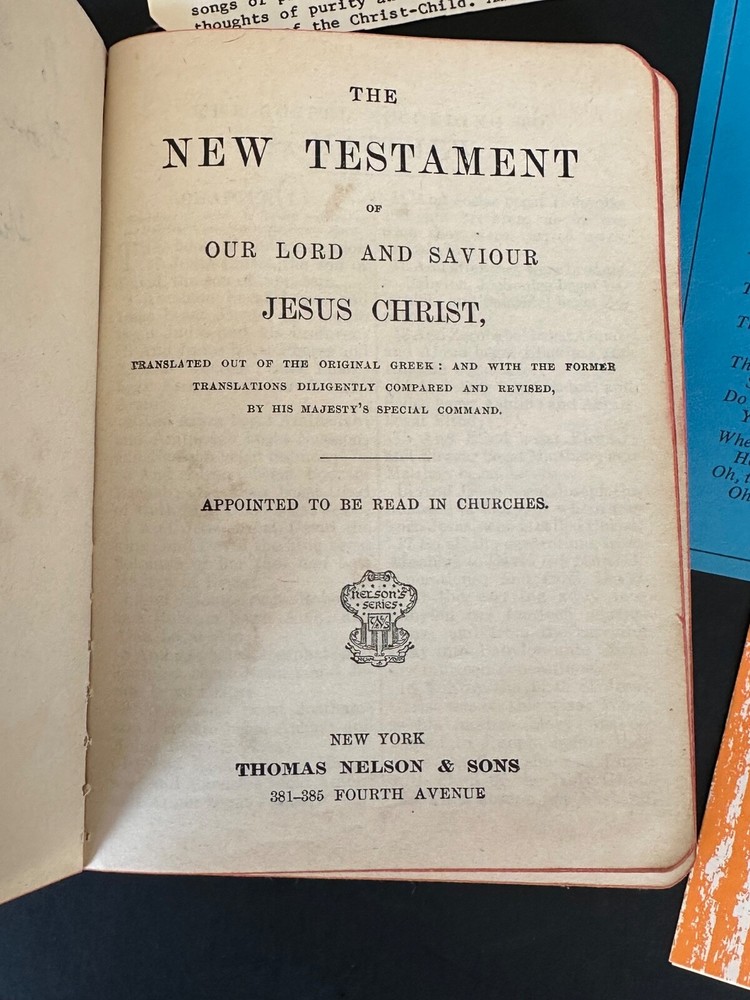 songs of
thoughts of purity
of the Christ-Child.
THE
NEW TESTAMENT
OF
OUR LORD AND SAVIOUR
JESUS CHRIST,
TRANSLATED OUT OF THE ORIGINAL GREEK: AND WITH THE FORMER
TRANSLATIONS DILIGENTLY COMPARED AND REVISED,
BY HIS MAJESTY'S SPECIAL COMMAND.
APPOINTED TO BE READ IN CHURCHES.
NELSON'S
SERIES
NEW YORK
THOMAS NELSON & SONS
381–385 FOURTH AVENUE
Th
Do
Y
Whe
H
Oh, t
Oh